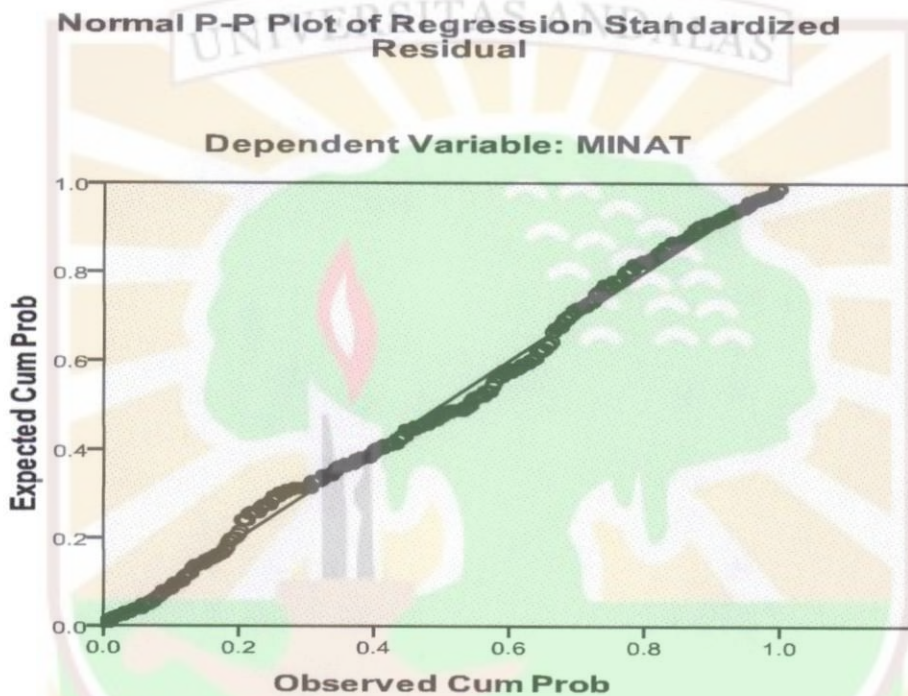 Normal P-P Plot of Regression Standardized
Residual
UNIVERSITAS ANDALAS
Dependent Variable: MINAT
Expected Cum Prob
1.0
0.8
0.6
0.4
0.2
0.0
0.0 0.2 0.4 0.6 0.8 1.0
Observed Cum Prob